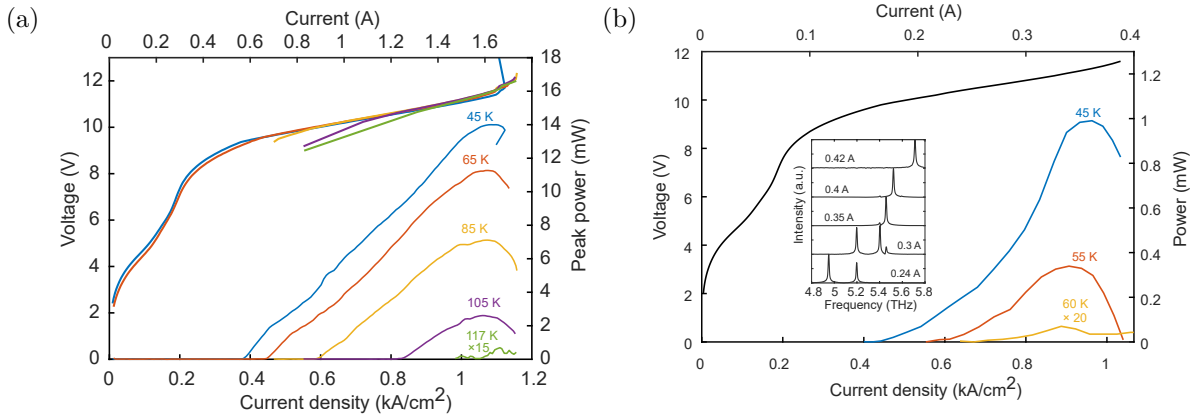 (a)
Current (A)
0 0.2 0.4 0.6 0.8 1 1.2 1.4 1.6
Voltage (V)
12
10
8
6
4
2
0
18
16
14
12
10
8
6
4
2
0
Peak power (mW)
45 K
65 K
85 K
105 K
117 K
×15
0 0.2 0.4 0.6 0.8 1 1.2
Current density (kA/cm2)
(b)
Current (A)
0 0.1 0.2 0.3 0.4
Voltage (V)
12
10
8
6
4
2
0
1.2
1
0.8
0.6
0.4
0.2
0
Power (mW)
45 K
55 K
60 K
× 20
Intensity (a.u.)
0.42 A
0.4 A
0.35 A
0.3 A
0.24 A
4.8 5 5.2 5.4 5.6 5.8
Frequency (THz)
0 0.2 0.4 0.6 0.8 1
Current density (kA/cm2)